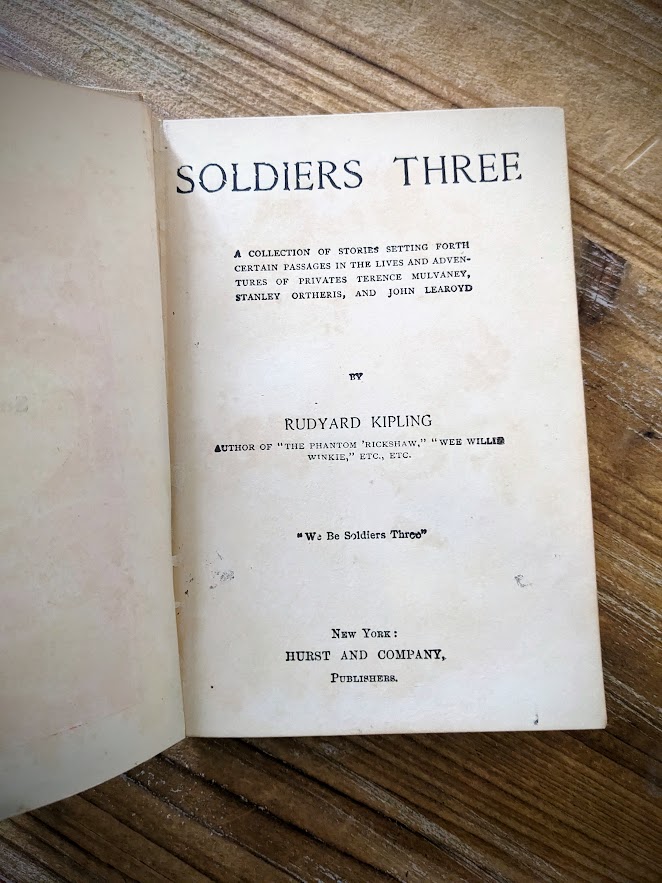 SOLDIERS THREE
A COLLECTION OF STORIES SETTING FORTH
CERTAIN PASSAGES IN THE LIVES AND ADVEN-
TURES OF PRIVATES TERENCE MULVANEY,
STANLEY ORTHERIS, AND JOHN LEAROYD
BY
RUDYARD KIPLING
AUTHOR OF "THE PHANTOM 'RICKSHAW," "WEE WILLIE
WINKIE," ETC., ETC.
"We Be Soldiers Three"
NEW YORK:
HURST AND COMPANY,
PUBLISHERS.